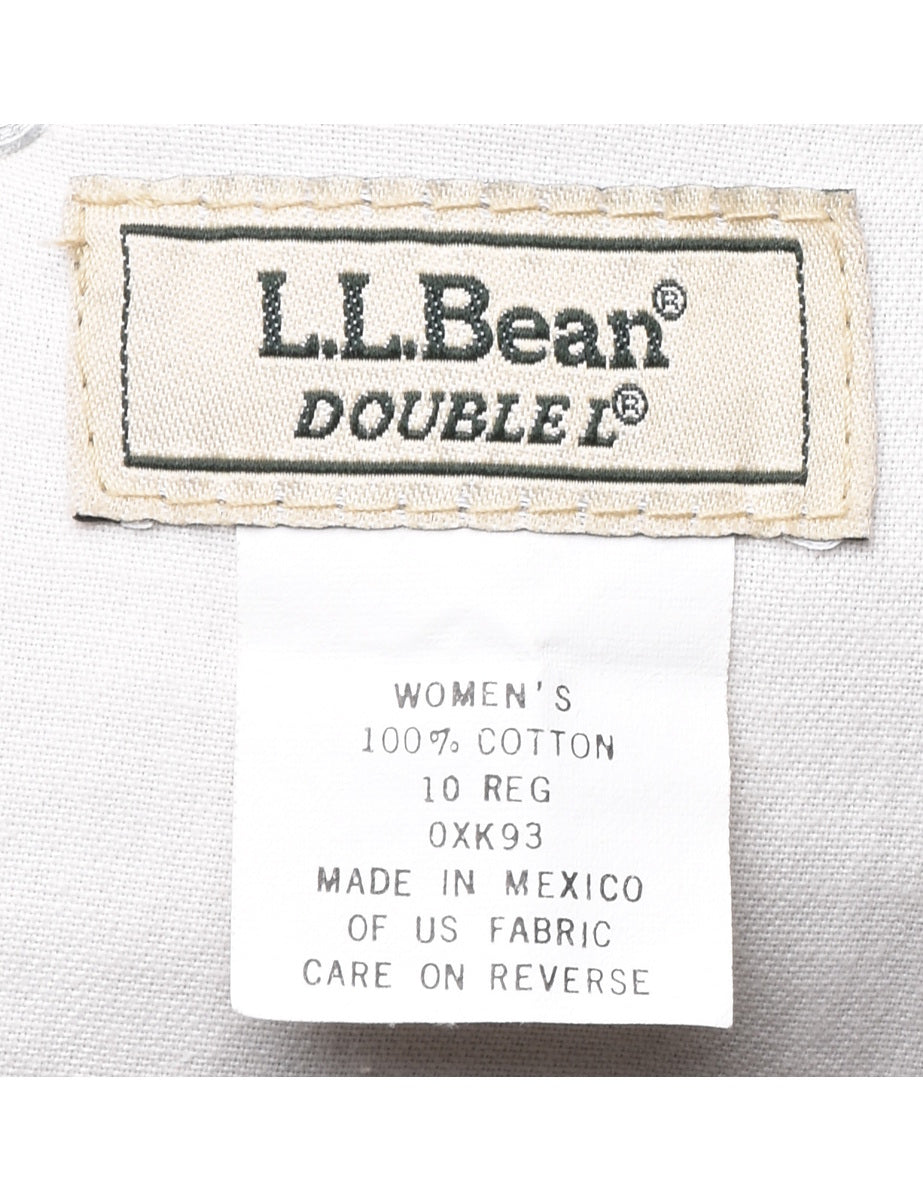 L.L.Bean®
DOUBLE L®
WOMEN'S
100% COTTON
10 REG
0XK93
MADE IN MEXICO
OF US FABRIC
CARE ON REVERSE